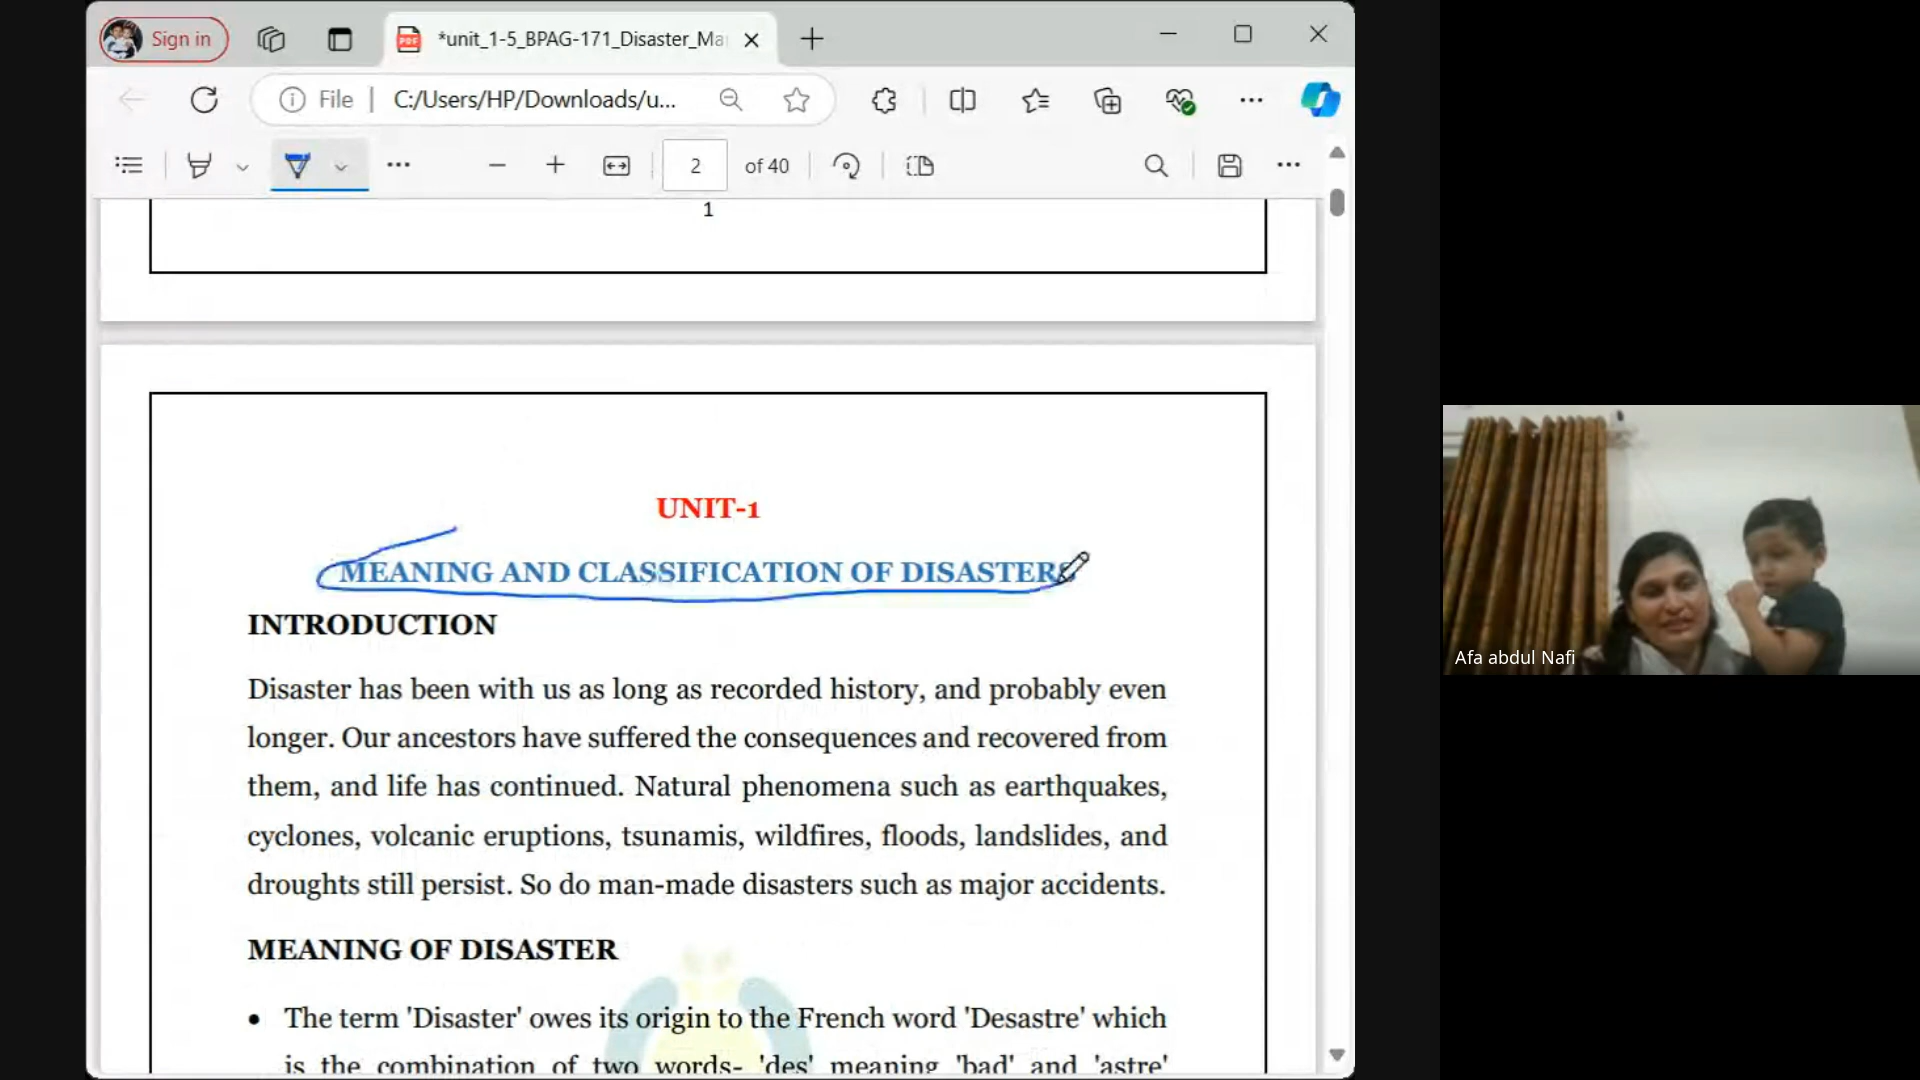 Sign in
*unit_1-5_BPAG-171_Disaster_Ma
File | C:/Users/HP/Downloads/u...
2 of 40
1
UNIT-1
MEANING AND CLASSIFICATION OF DISASTERS
INTRODUCTION
Disaster has been with us as long as recorded history, and probably even
longer. Our ancestors have suffered the consequences and recovered from
them, and life has continued. Natural phenomena such as earthquakes,
cyclones, volcanic eruptions, tsunamis, wildfires, floods, landslides, and
droughts still persist. So do man-made disasters such as major accidents.
MEANING OF DISASTER
• The term 'Disaster' owes its origin to the French word 'Desastre' which
is the combination of two words- 'des' meaning 'bad' and 'astre'
Afa abdul Nafi